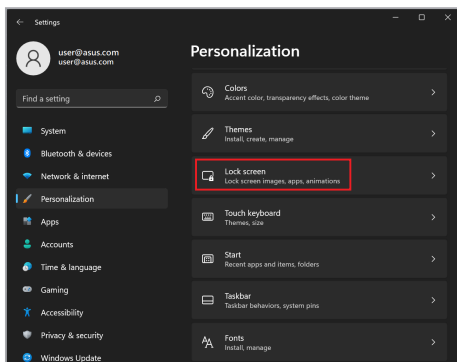 Settings
user@asus.com
user@asus.com
Find a setting
System
Bluetooth & devices
Network & internet
Personalization
Apps
Accounts
Time & language
Gaming
Accessibility
Privacy & security
Windows Update
Personalization
Colors
Accent color, transparency effects, color theme
Themes
Install, create, manage
Lock screen
Lock screen images, apps, animations
Touch keyboard
Themes, size
Start
Recent apps and items, folders
Taskbar
Taskbar behaviors, system pins
Fonts
Install, manage